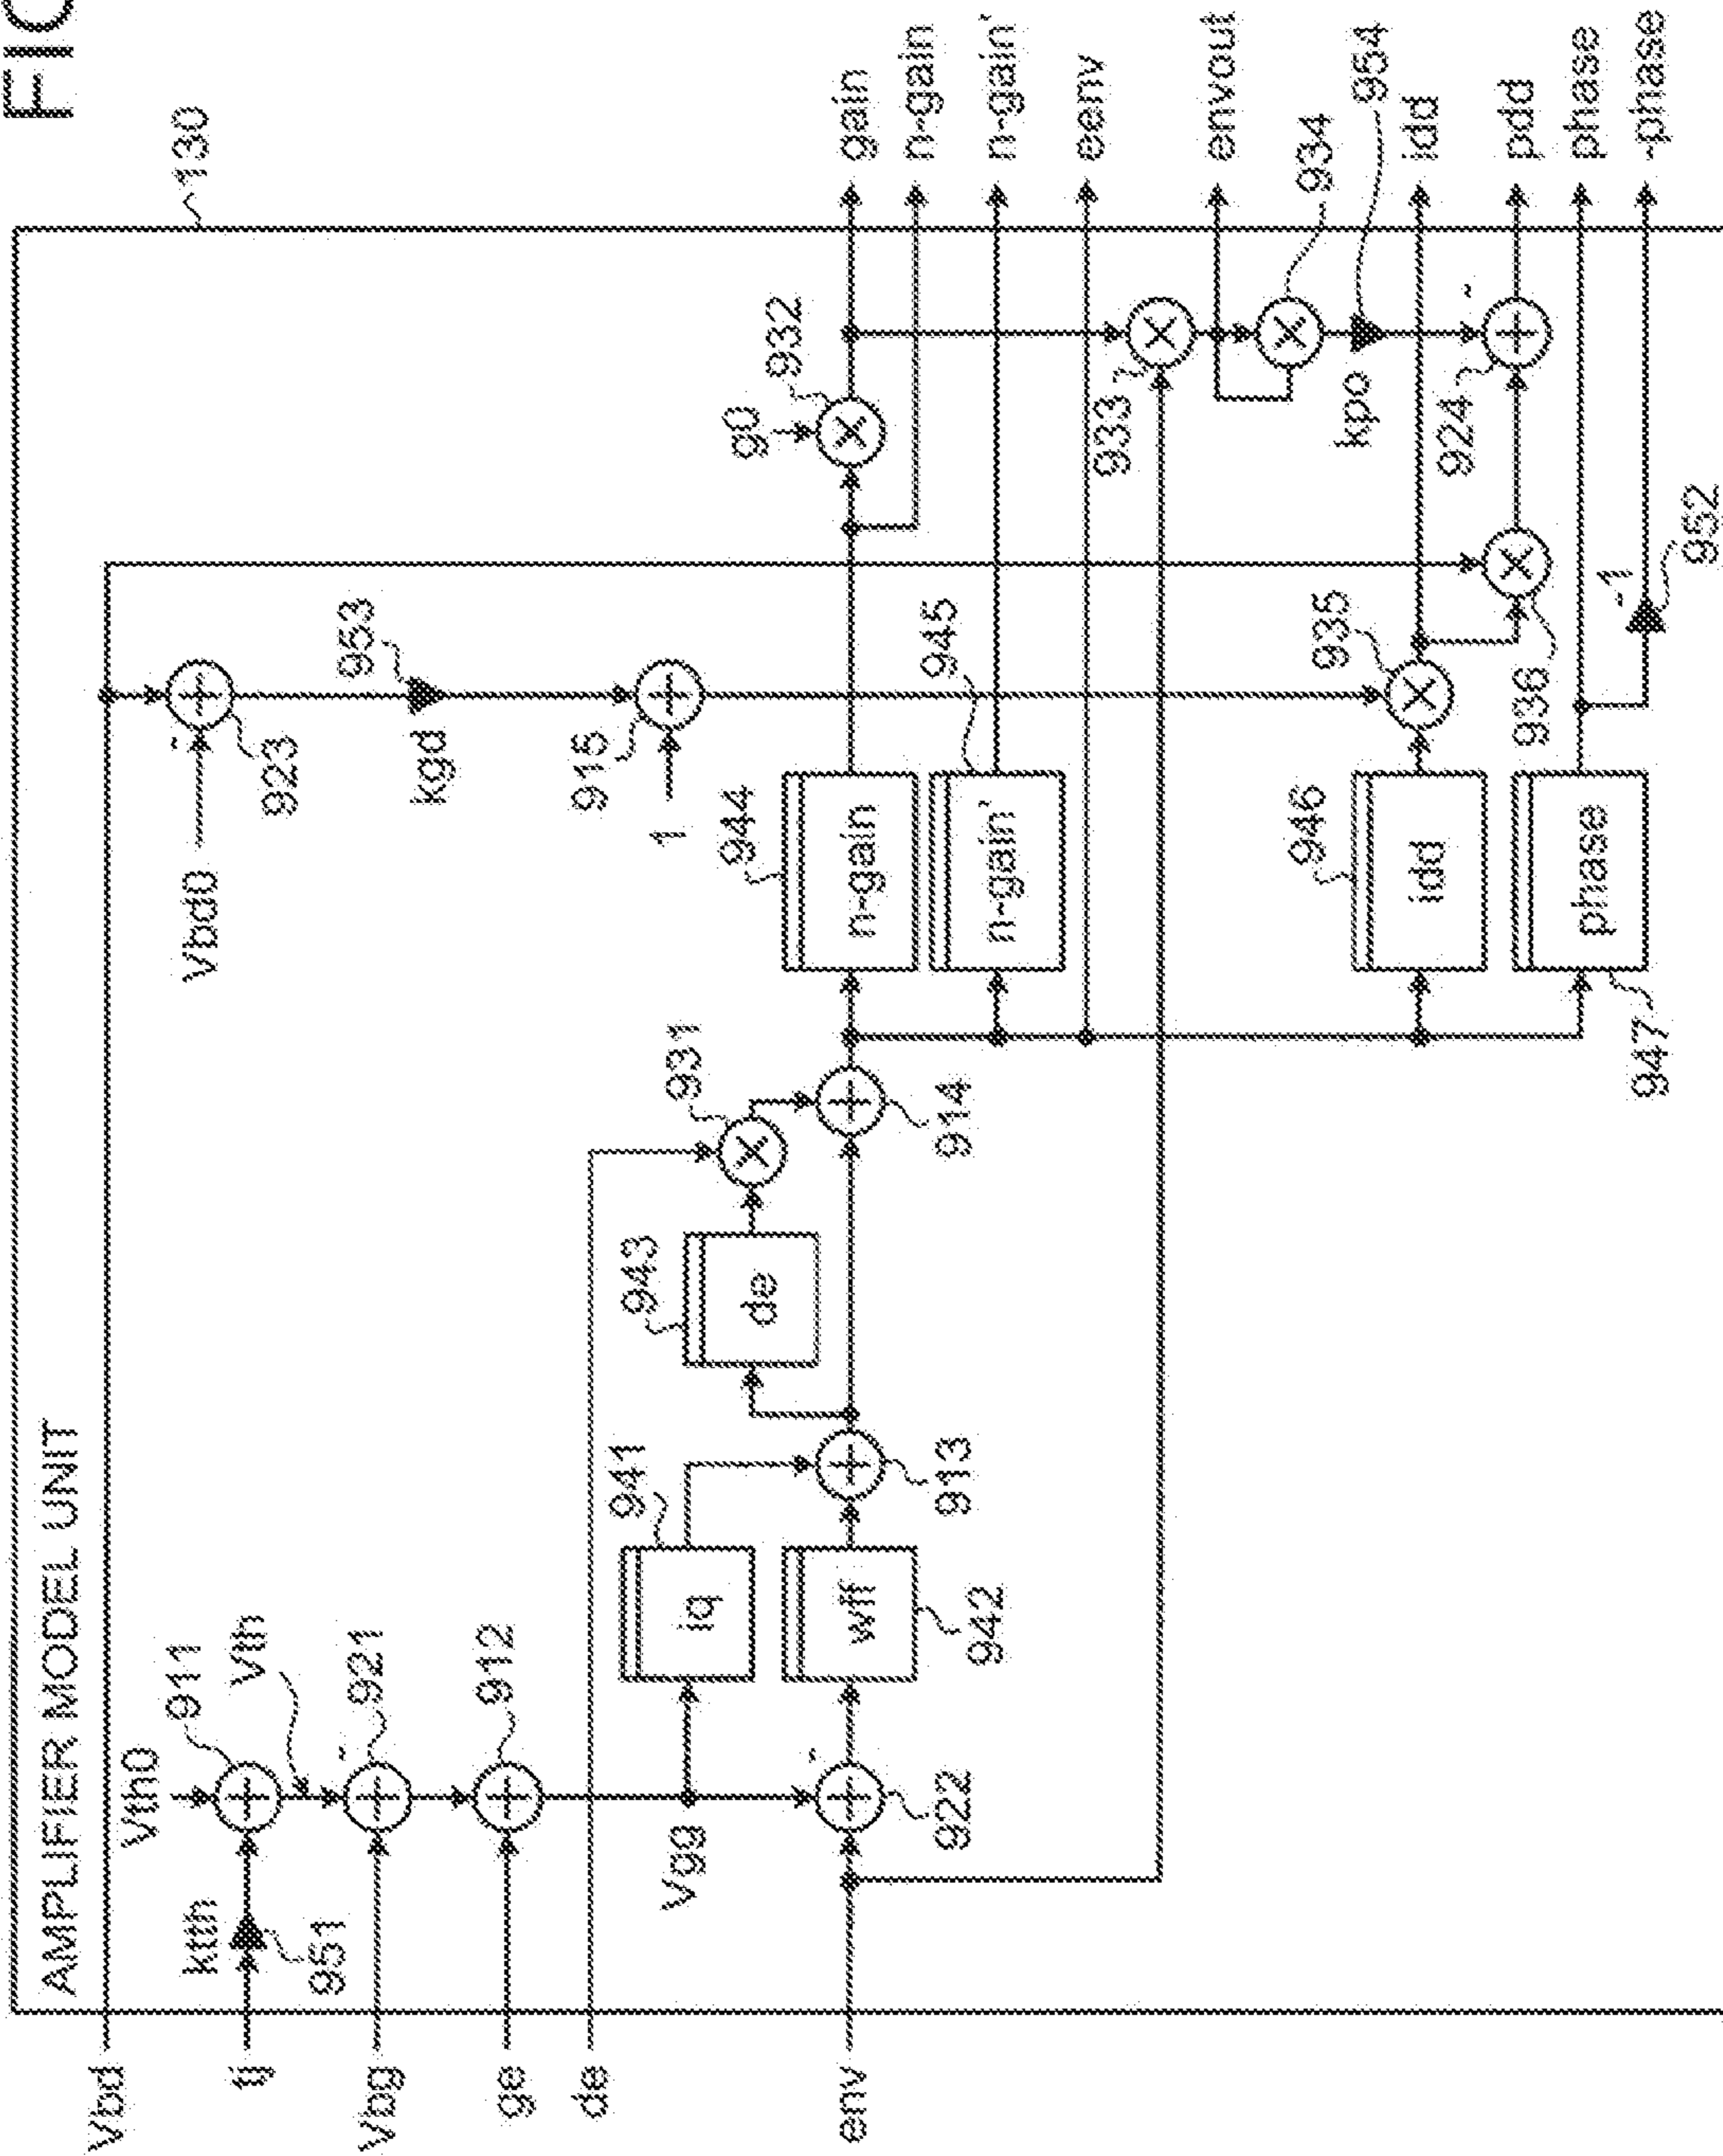 FIG
AMPLIFIER MODEL UNIT
130
Vbd
tj
Vbg
ge
de
env
ktth
951
Vth0
911
Vth
-
921
912
Vgg
-
922
iq
941
wff
942
913
de
943
931
914
Vbd0
-
923
953
kgd
915
1
n-gain
944
n-gain'
945
idd
946
phase
947
935
936
-1
952
g0
932
933
934
kpo
954
-
924
gain
n-gain
n-gain'
eenv
envout
idd
pdd
phase
-phase